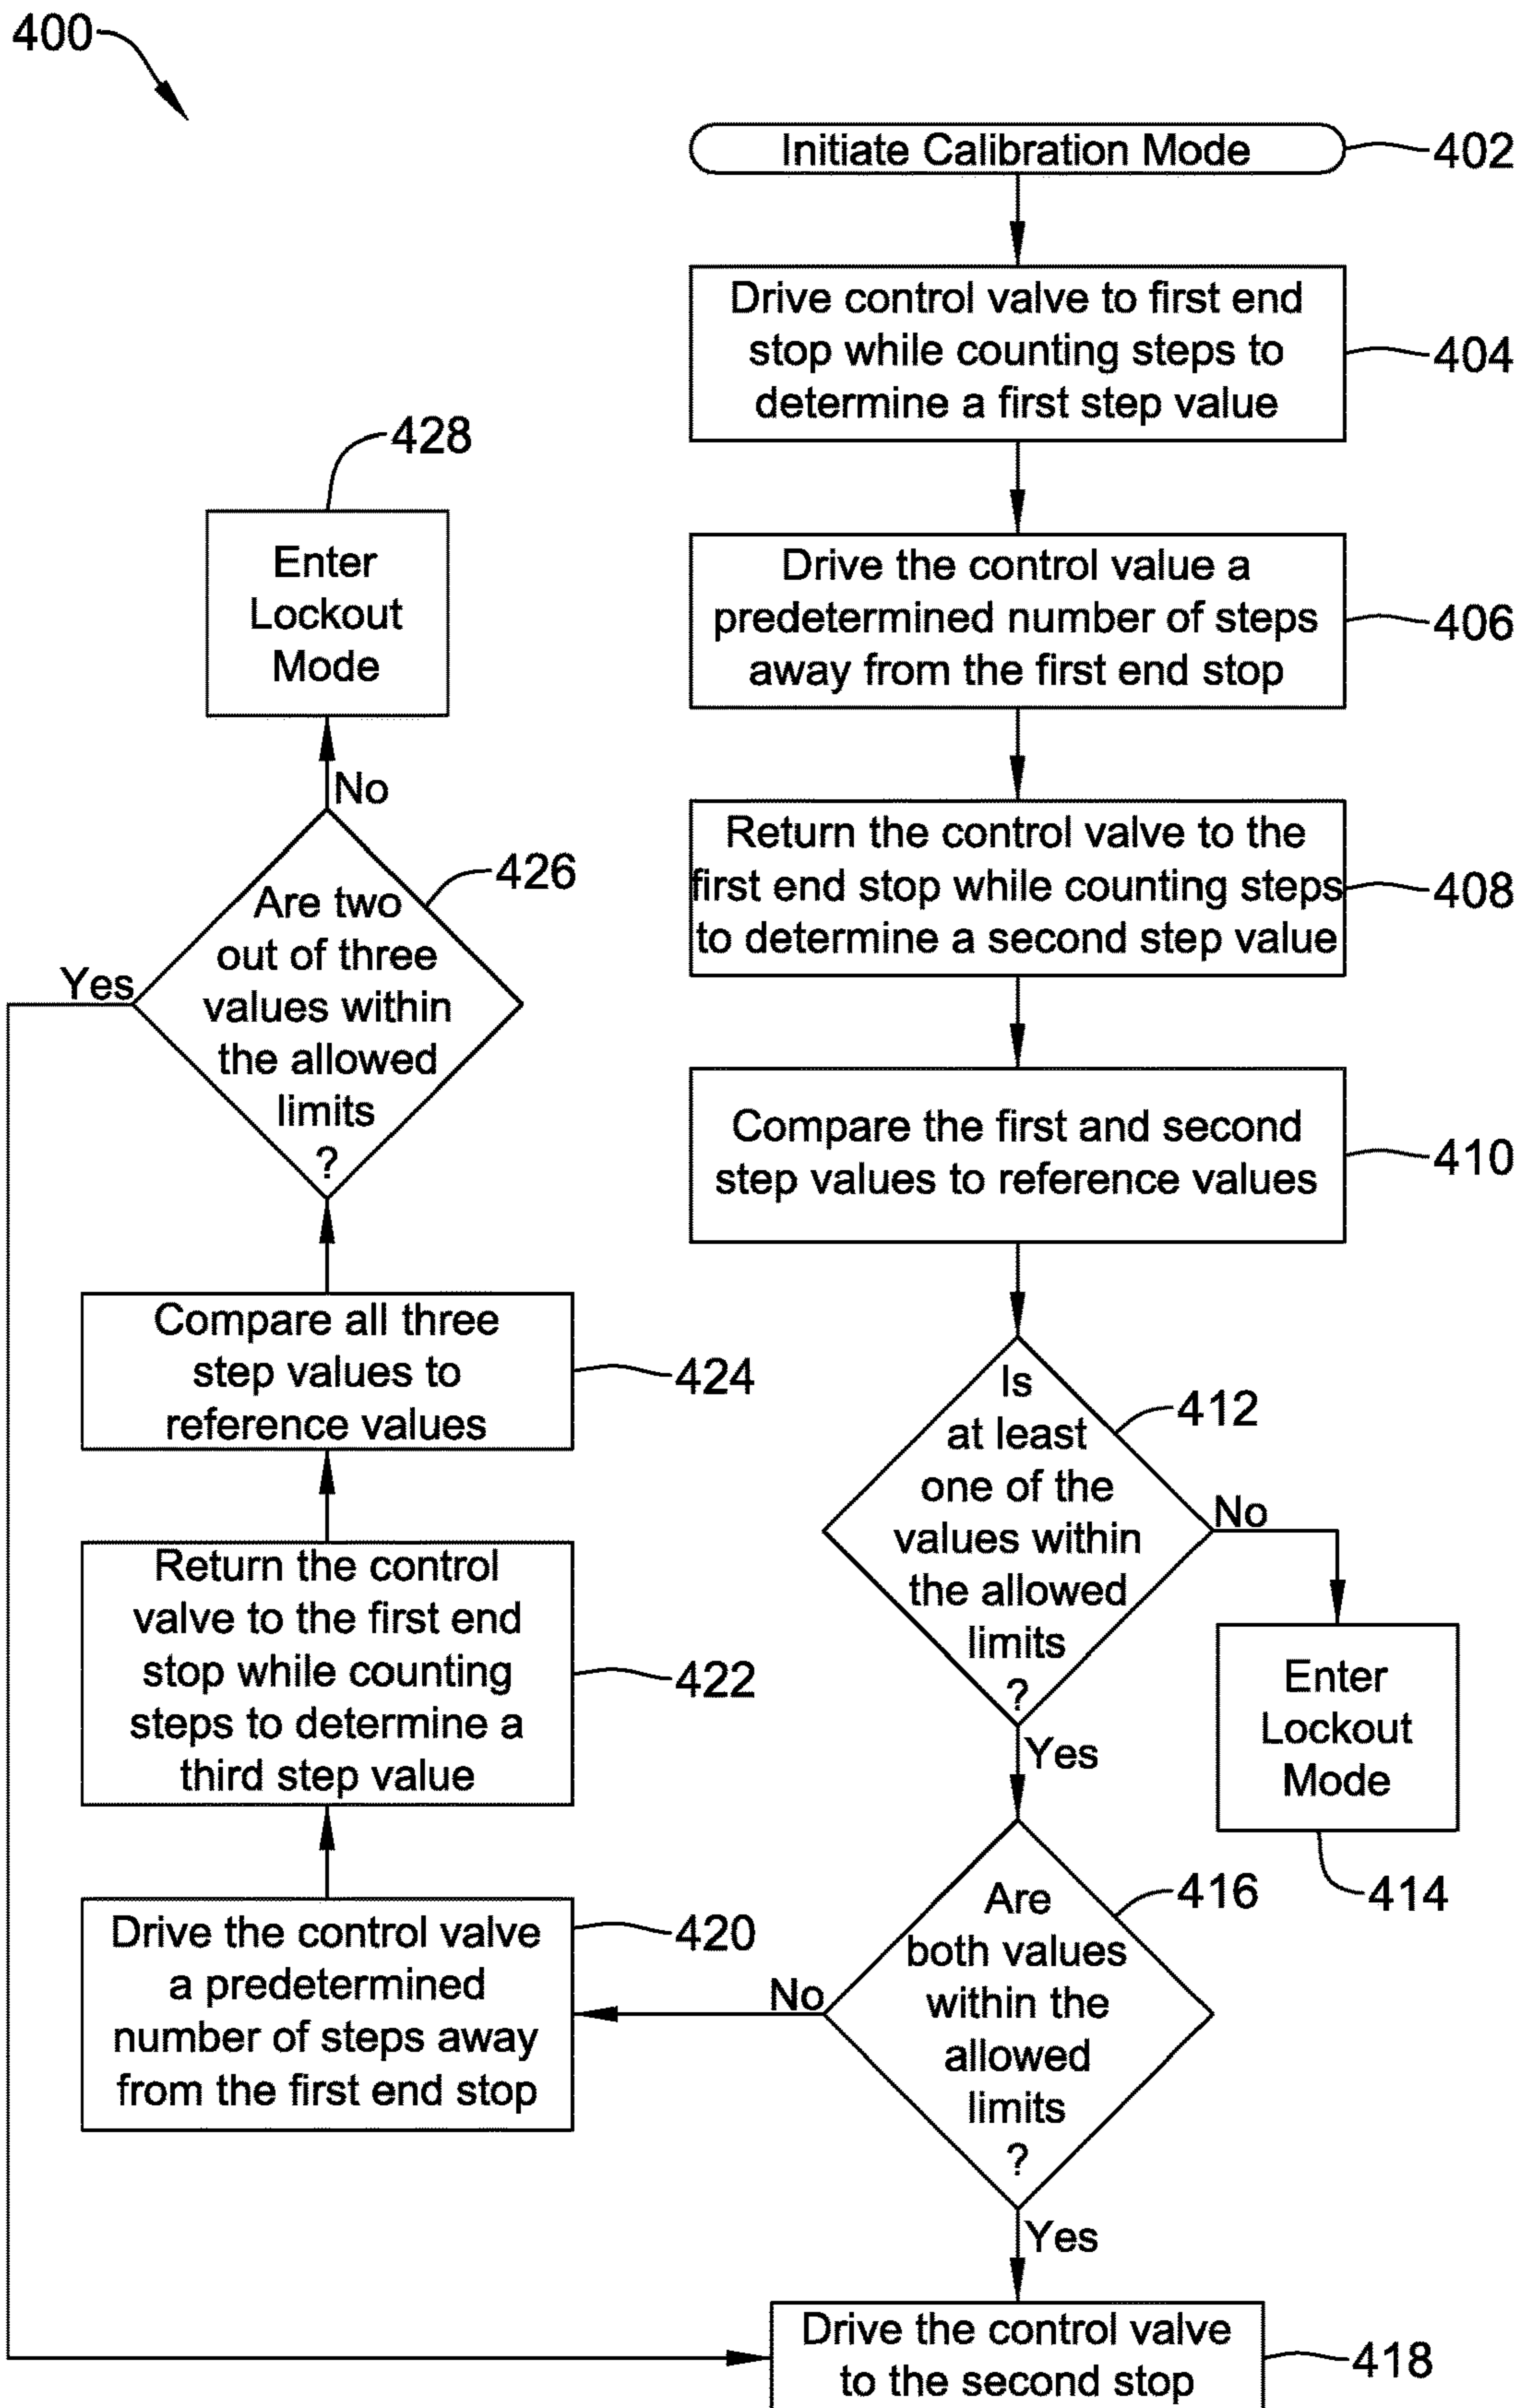 400
Initiate Calibration Mode
402
Drive control valve to first end
stop while counting steps to
determine a first step value
404
Drive the control value a
predetermined number of steps
away from the first end stop
406
Return the control valve to the
first end stop while counting steps
to determine a second step value
408
Compare the first and second
step values to reference values
410
Is
at least
one of the
values within
the allowed
limits
?
412
No
Enter
Lockout
Mode
414
Yes
Are
both values
within the
allowed
limits
?
416
Yes
Drive the control valve
to the second stop
418
No
Drive the control valve
a predetermined
number of steps away
from the first end stop
420
Return the control
valve to the first end
stop while counting
steps to determine a
third step value
422
Compare all three
step values to
reference values
424
Are two
out of three
values within
the allowed
limits
?
426
Yes
No
Enter
Lockout
Mode
428